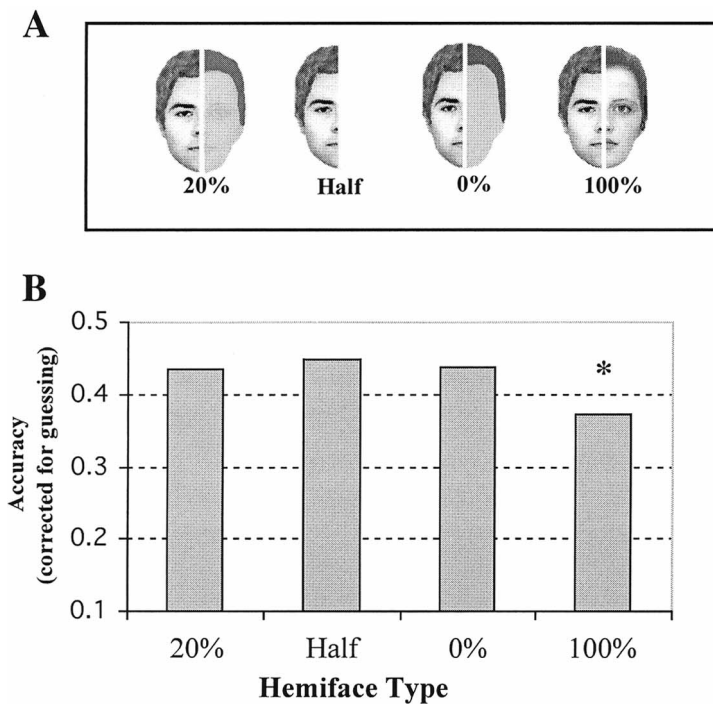 A
20% Half 0% 100%
B
Accuracy
(corrected for guessing)
0.5
0.4
0.3
0.2
0.1
*
20% Half 0% 100%
Hemiface Type